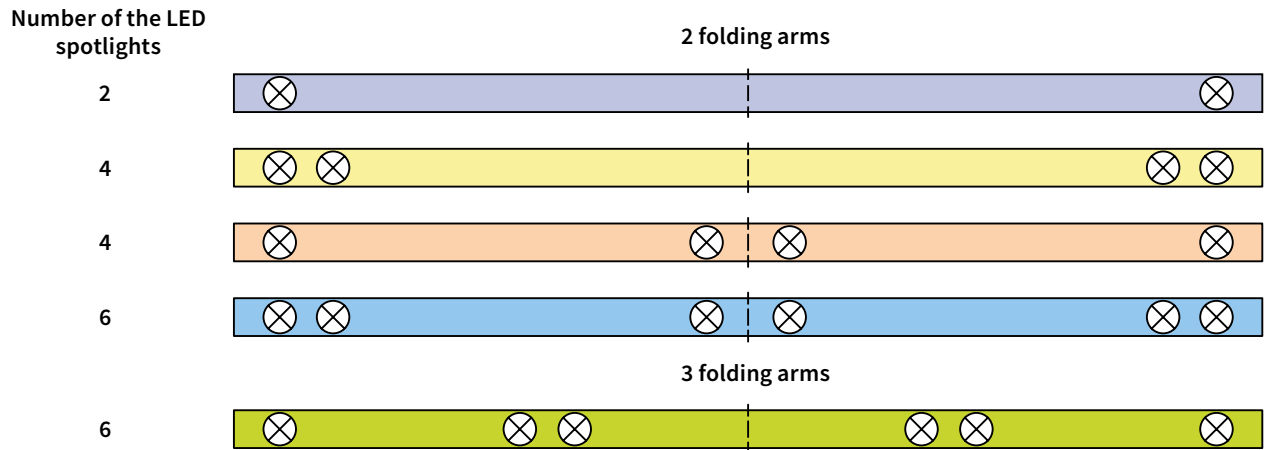 Number of the LED
spotlights
2 folding arms
2
4
4
6
3 folding arms
6